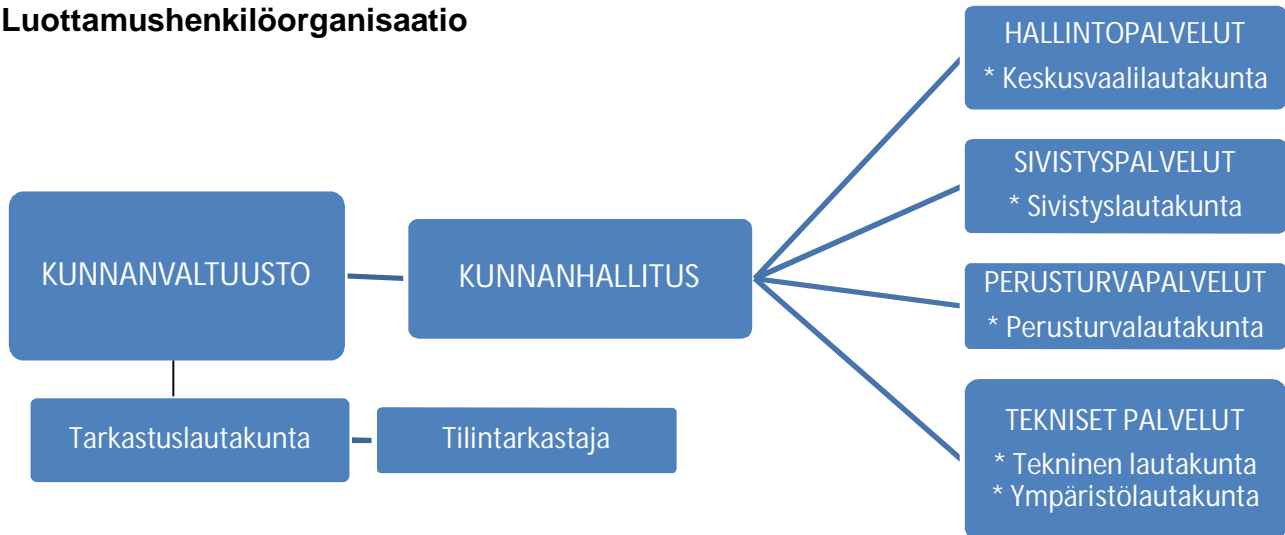 Luottamushenkilöorganisaatio
HALLINTOPALVELUT
* Keskusvaalilautakunta
SIVISTYSPALVELUT
* Sivistyslautakunta
KUNNANVALTUUSTO
KUNNANHALLITUS
PERUSTURVAPALVELUT
* Perusturvalautakunta
Tarkastuslautakunta
Tilintarkastaja
TEKNISET PALVELUT
* Tekninen lautakunta
* Ympäristölautakunta